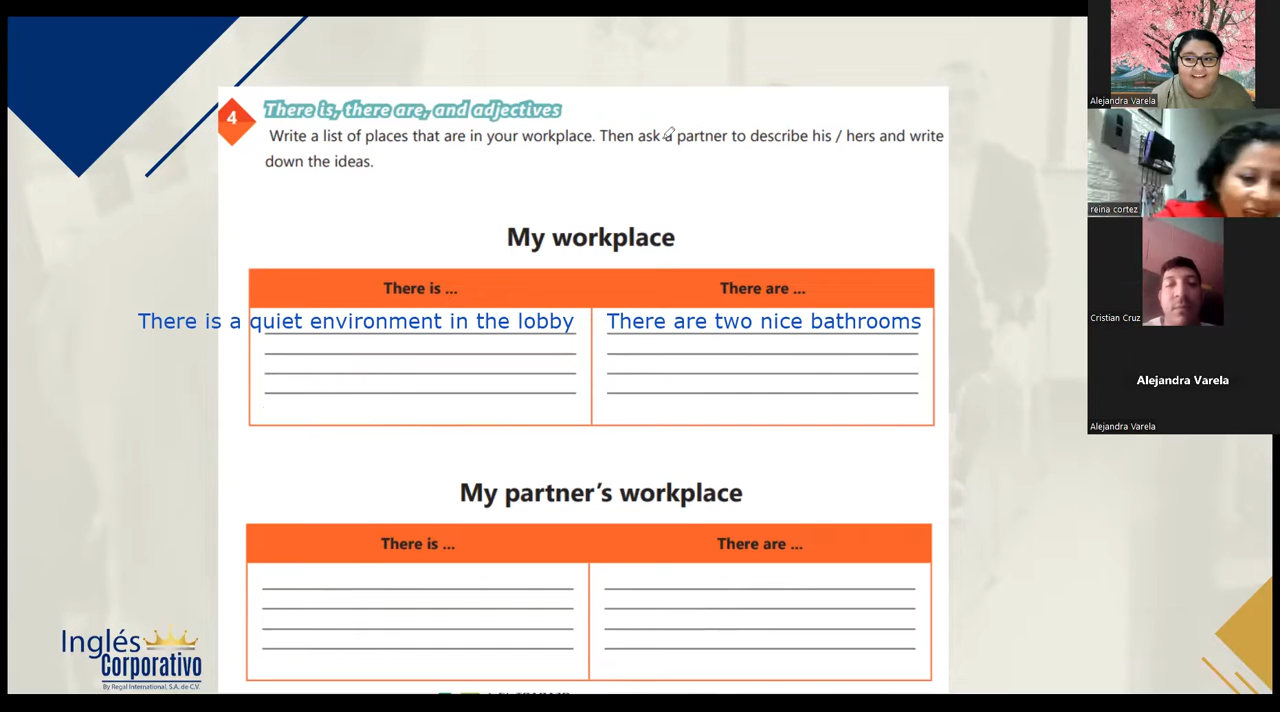 4
There is, there are, and adjectives
Write a list of places that are in your workplace. Then ask a partner to describe his / hers and write
down the ideas.
My workplace
There is ...
There are ...
There is a quiet environment in the lobby
There are two nice bathrooms
My partner's workplace
There is ...
There are ...
Inglés
Corporativo
By Regal International, S.A. de C.V.
Alejandra Varela
reina cortez
Cristian Cruz
Alejandra Varela
Alejandra Varela